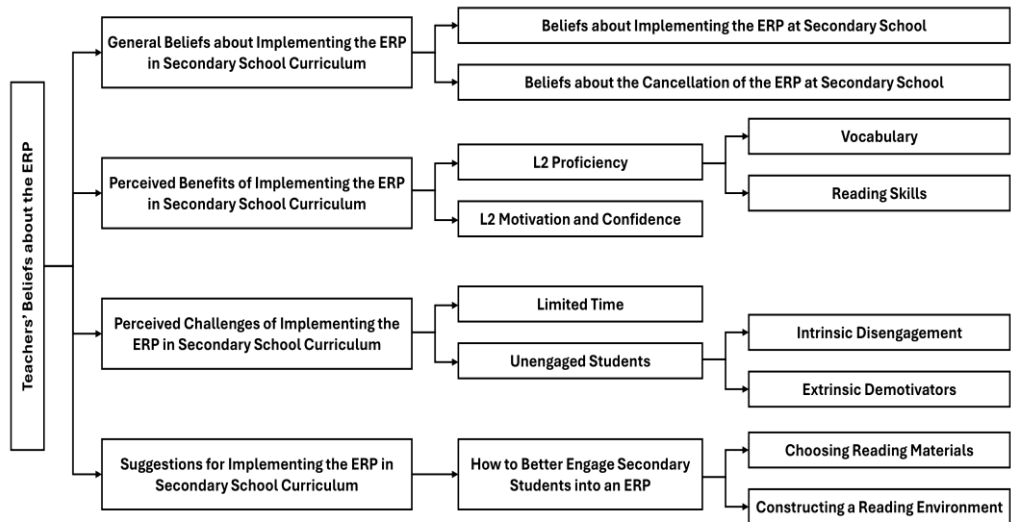 Teachers' Beliefs about the ERP
General Beliefs about Implementing the ERP
in Secondary School Curriculum
Beliefs about Implementing the ERP at Secondary School
Beliefs about the Cancellation of the ERP at Secondary School
Perceived Benefits of Implementing the ERP
in Secondary School Curriculum
L2 Proficiency
Vocabulary
Reading Skills
L2 Motivation and Confidence
Perceived Challenges of Implementing the
ERP in Secondary School Curriculum
Limited Time
Unengaged Students
Intrinsic Disengagement
Extrinsic Demotivators
Suggestions for Implementing the ERP in
Secondary School Curriculum
How to Better Engage Secondary
Students into an ERP
Choosing Reading Materials
Constructing a Reading Environment